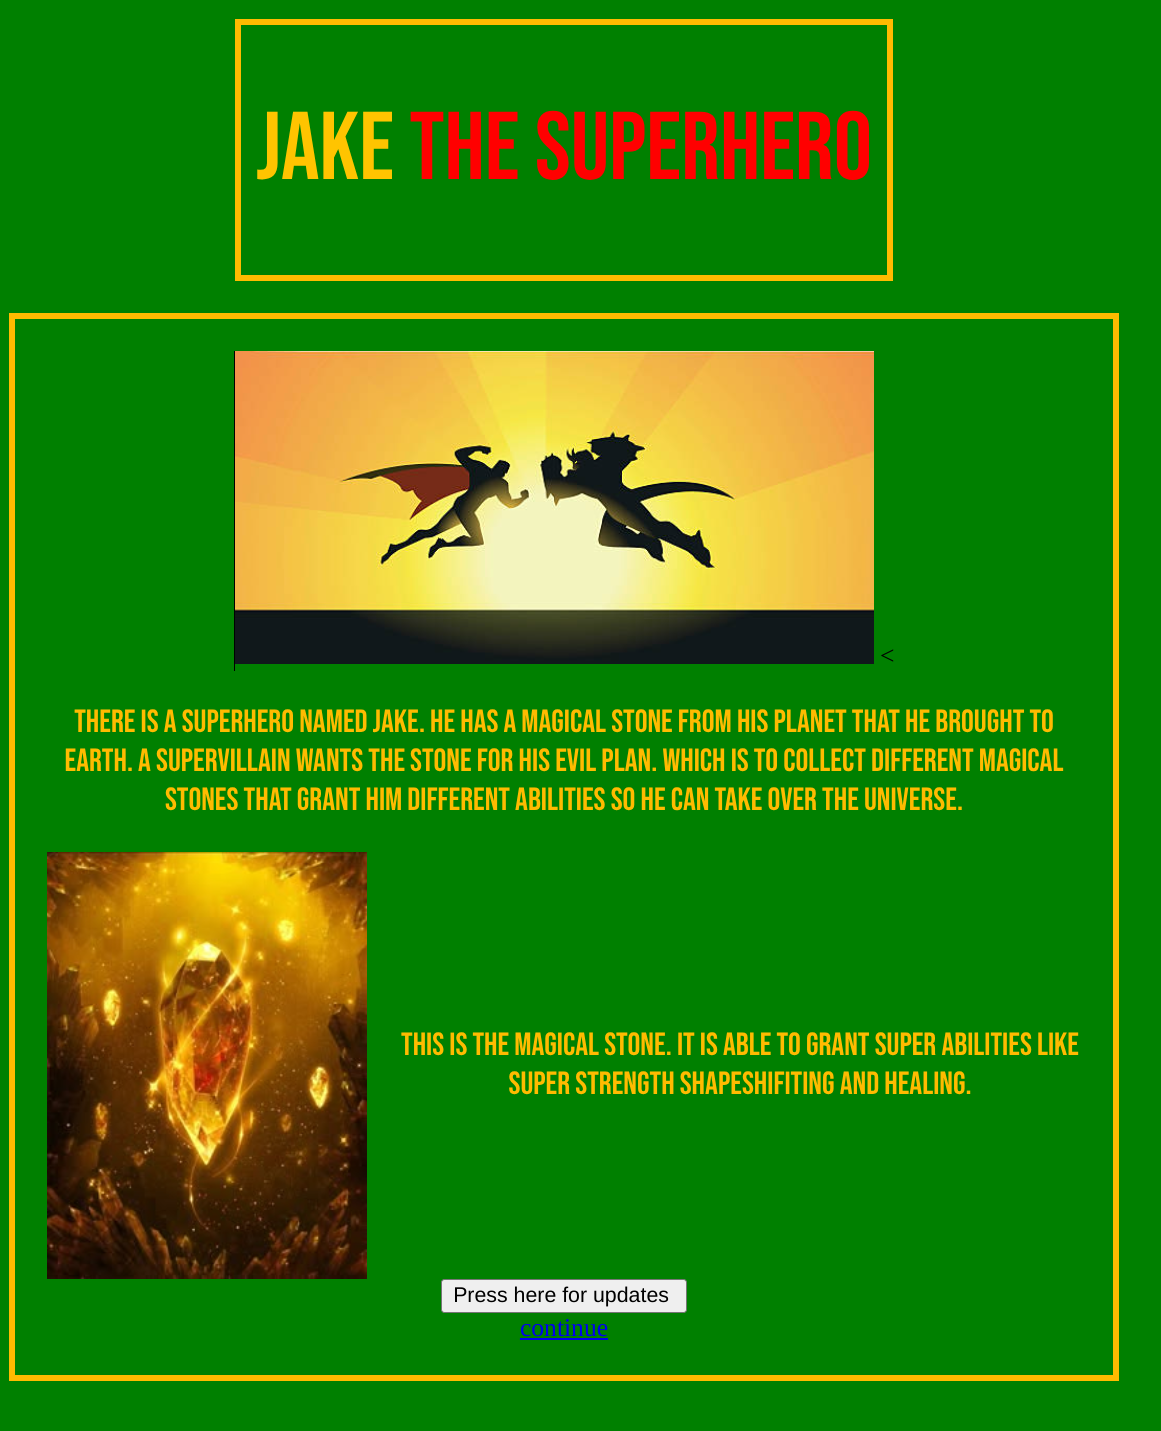 JAKE THE SUPERHERO
<
THERE IS A SUPERHERO NAMED JAKE. HE HAS A MAGICAL STONE FROM HIS PLANET THAT HE BROUGHT TO
EARTH. A SUPERVILLAIN WANTS THE STONE FOR HIS EVIL PLAN. WHICH IS TO COLLECT DIFFERENT MAGICAL
STONES THAT GRANT HIM DIFFERENT ABILITIES SO HE CAN TAKE OVER THE UNIVERSE.
THIS IS THE MAGICAL STONE. IT IS ABLE TO GRANT SUPER ABILITIES LIKE
SUPER STRENGTH SHAPESHIFITING AND HEALING.
Press here for updates
continue